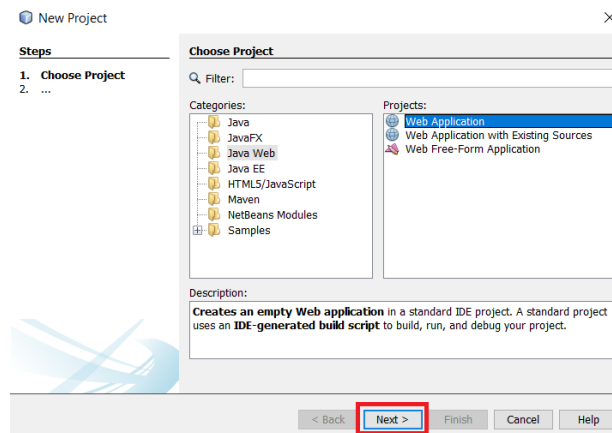 New Project
Steps
1. Choose Project
2. ...
Choose Project
Filter:
Categories:
Java
JavaFX
Java Web
Java EE
HTML5/JavaScript
Maven
NetBeans Modules
Samples
Projects:
Web Application
Web Application with Existing Sources
Web Free-Form Application
Description:
Creates an empty Web application in a standard IDE project. A standard project
uses an IDE-generated build script to build, run, and debug your project.
< Back Next > Finish Cancel Help